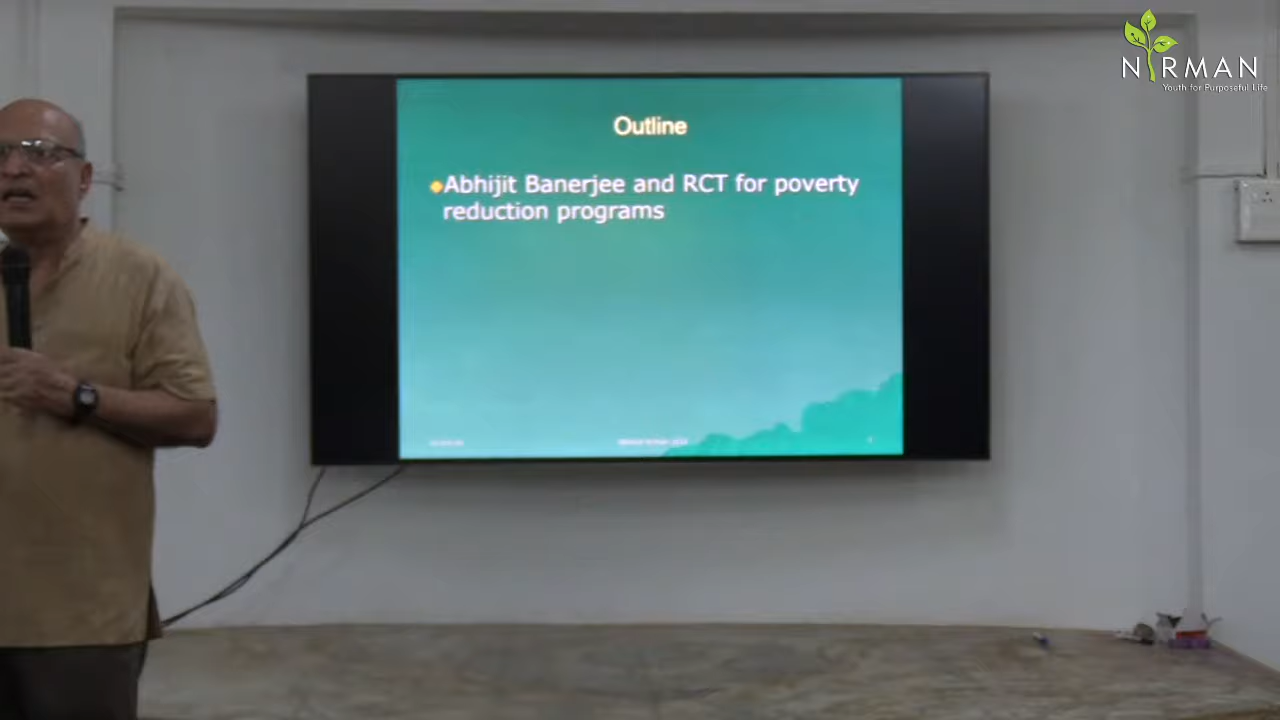 NIRMAN
Youth for Purposeful Life
Outline
Abhijit Banerjee and RCT for poverty
reduction programs